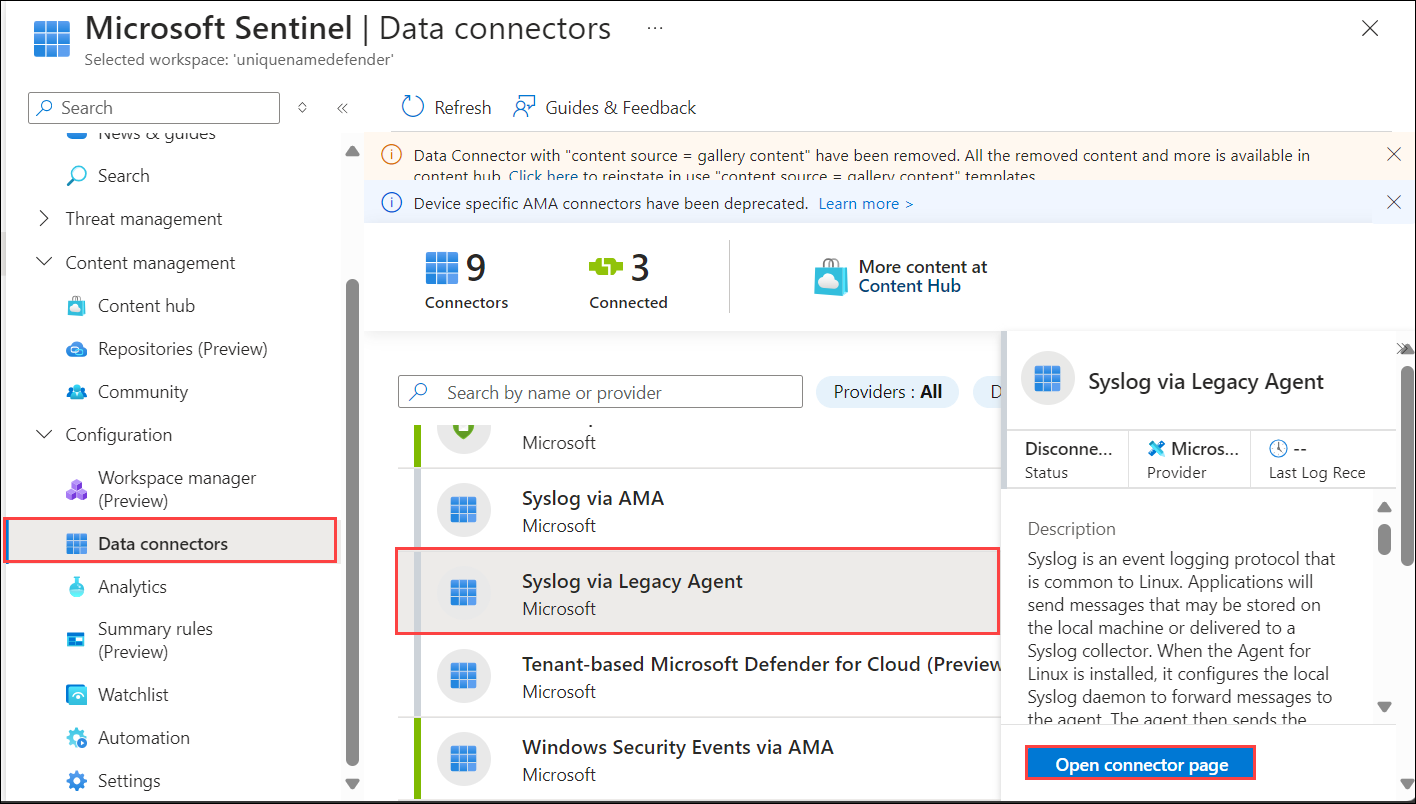 Microsoft Sentinel | Data connectors ...
Selected workspace: 'uniquenamedefender'
Search
News & guides
Search
Threat management
Content management
Content hub
Repositories (Preview)
Community
Configuration
Workspace manager
(Preview)
Data connectors
Analytics
Summary rules
(Preview)
Watchlist
Automation
Settings
Refresh
Guides & Feedback
Data Connector with "content source = gallery content" have been removed. All the removed content and more is available in
content hub. Click here to reinstate in use "content source = gallery content" templates.
Device specific AMA connectors have been deprecated. Learn more >
9
Connectors
3
Connected
More content at
Content Hub
Search by name or provider
Providers : All
D
Microsoft
Syslog via AMA
Microsoft
Syslog via Legacy Agent
Microsoft
Tenant-based Microsoft Defender for Cloud (Preview
Microsoft
Windows Security Events via AMA
Microsoft
Syslog via Legacy Agent
Disconne...
Status
Micros...
Provider
--
Last Log Rece
Description
Syslog is an event logging protocol that
is common to Linux. Applications will
send messages that may be stored on
the local machine or delivered to a
Syslog collector. When the Agent for
Linux is installed, it configures the local
Syslog daemon to forward messages to
the agent. The agent then sends the
Open connector page